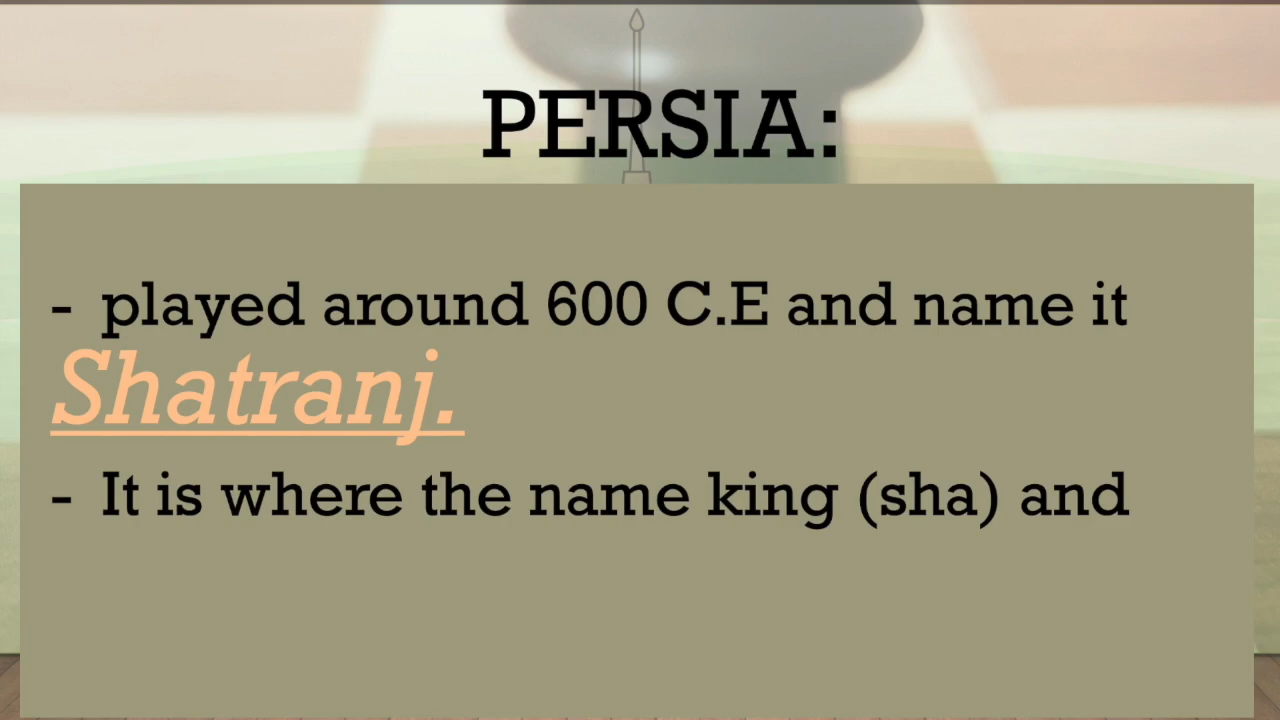 PERSIA:
- played around 600 C.E and name it
Shatranj.
- It is where the name king (sha) and